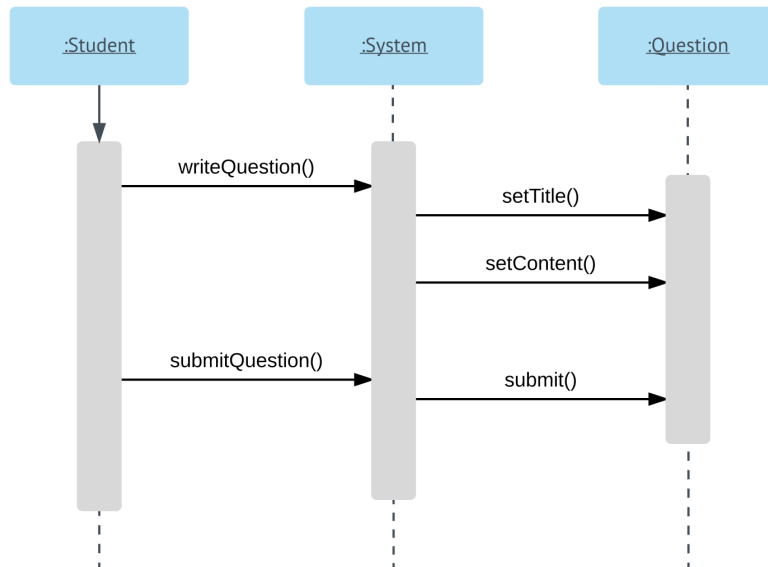 :Student
:System
:Question
writeQuestion()
setTitle()
setContent()
submitQuestion()
submit()